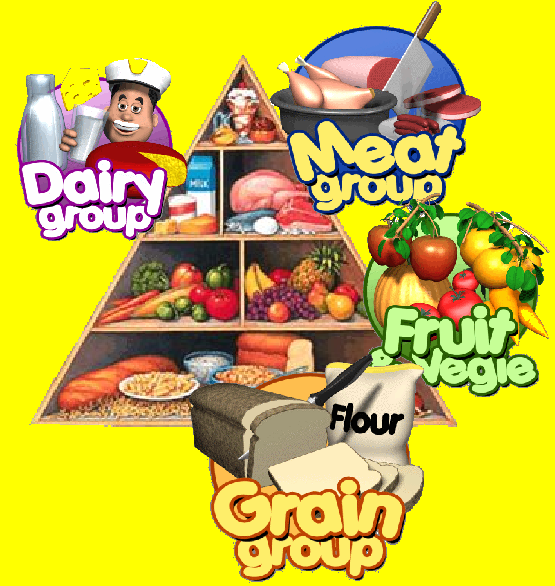 Meat
group
Dairy
group
MILK
Fruit
& Vegie
Flour
Grain
group